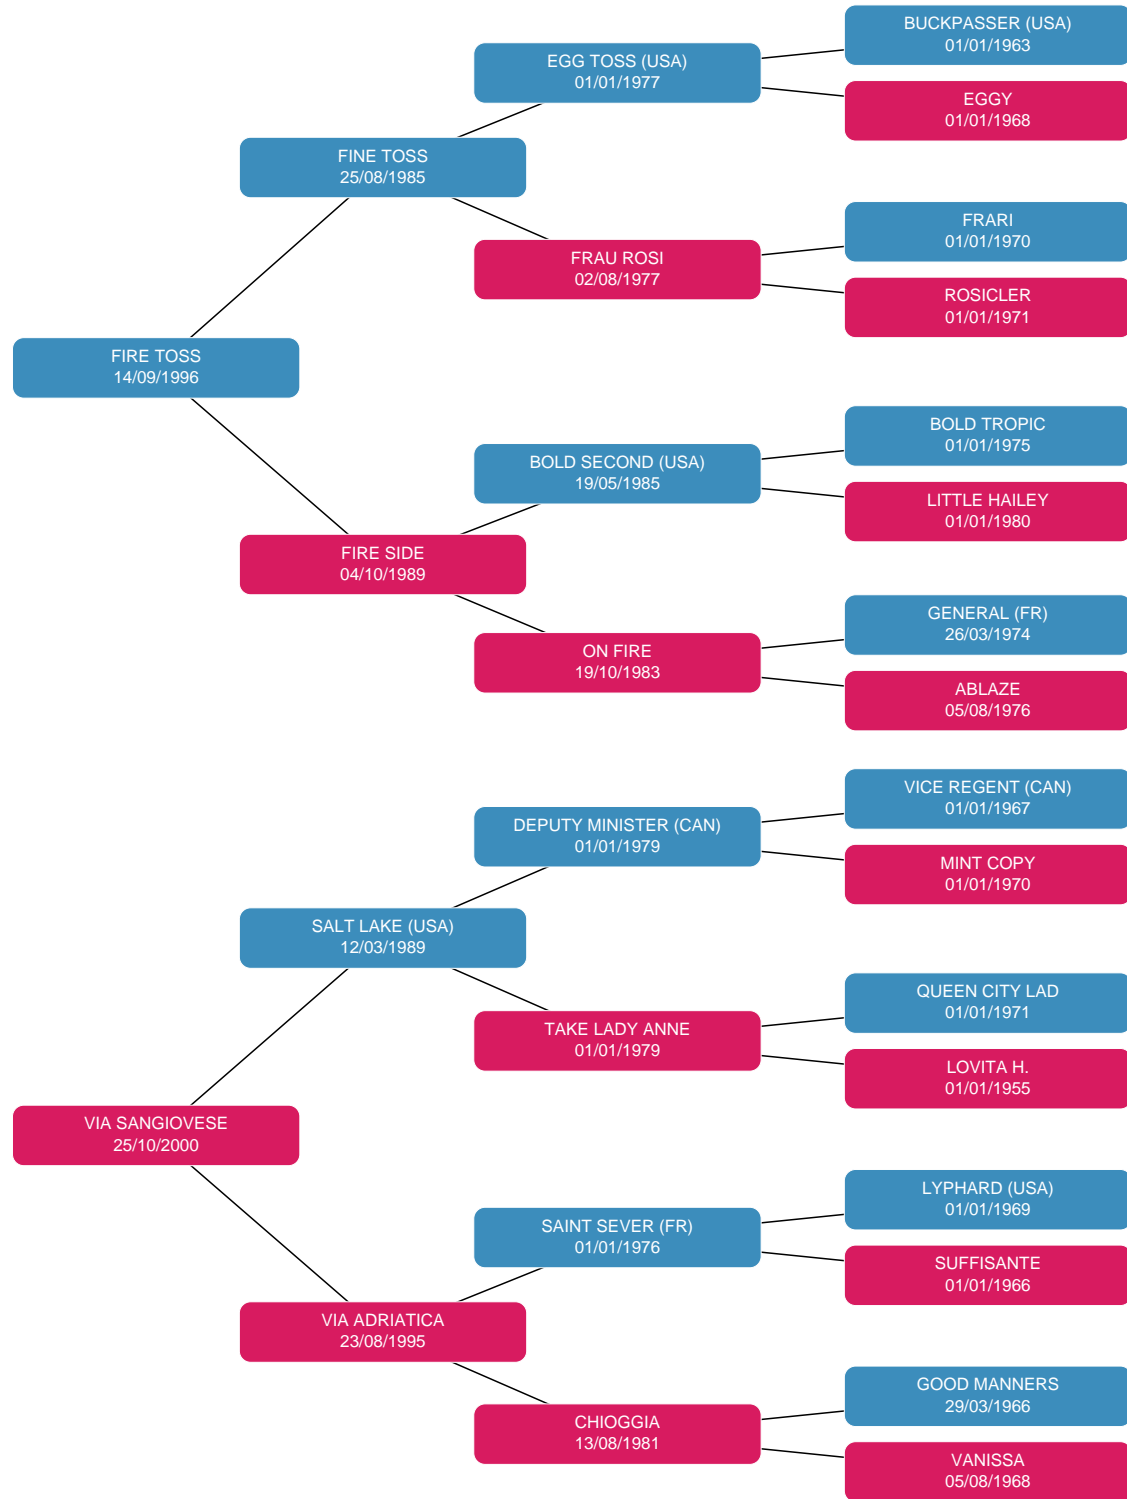 BUCKPASSER (USA)
01/01/1963
EGG TOSS (USA)
01/01/1977
EGGY
01/01/1968
FINE TOSS
25/08/1985
FRARI
01/01/1970
FRAU ROSI
02/08/1977
ROSICLER
01/01/1971
FIRE TOSS
14/09/1996
BOLD TROPIC
01/01/1975
BOLD SECOND (USA)
19/05/1985
LITTLE HAILEY
01/01/1980
FIRE SIDE
04/10/1989
GENERAL (FR)
26/03/1974
ON FIRE
19/10/1983
ABLAZE
05/08/1976
VICE REGENT (CAN)
01/01/1967
DEPUTY MINISTER (CAN)
01/01/1979
MINT COPY
01/01/1970
SALT LAKE (USA)
12/03/1989
QUEEN CITY LAD
01/01/1971
TAKE LADY ANNE
01/01/1979
LOVITA H.
01/01/1955
VIA SANGIOVESE
25/10/2000
LYPHARD (USA)
01/01/1969
SAINT SEVER (FR)
01/01/1976
SUFFISANTE
01/01/1966
VIA ADRIATICA
23/08/1995
GOOD MANNERS
29/03/1966
CHIOGGIA
13/08/1981
VANISSA
05/08/1968